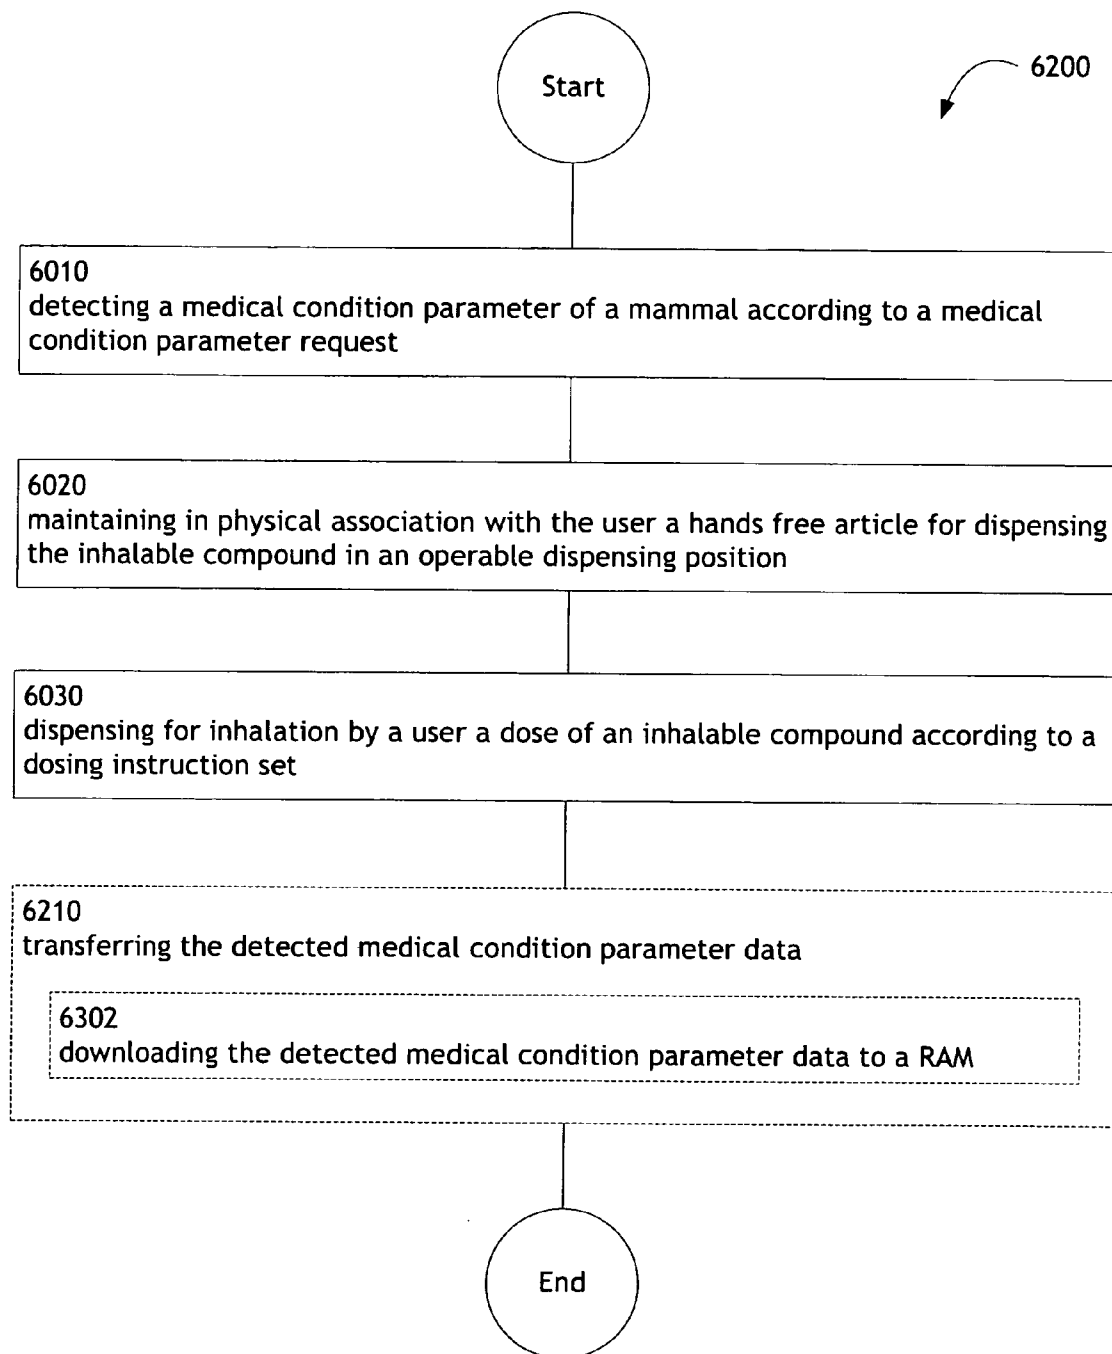 Start
6200
6010
detecting a medical condition parameter of a mammal according to a medical
condition parameter request
6020
maintaining in physical association with the user a hands free article for dispensing
the inhalable compound in an operable dispensing position
6030
dispensing for inhalation by a user a dose of an inhalable compound according to a
dosing instruction set
6210
transferring the detected medical condition parameter data
6302
downloading the detected medical condition parameter data to a RAM
End